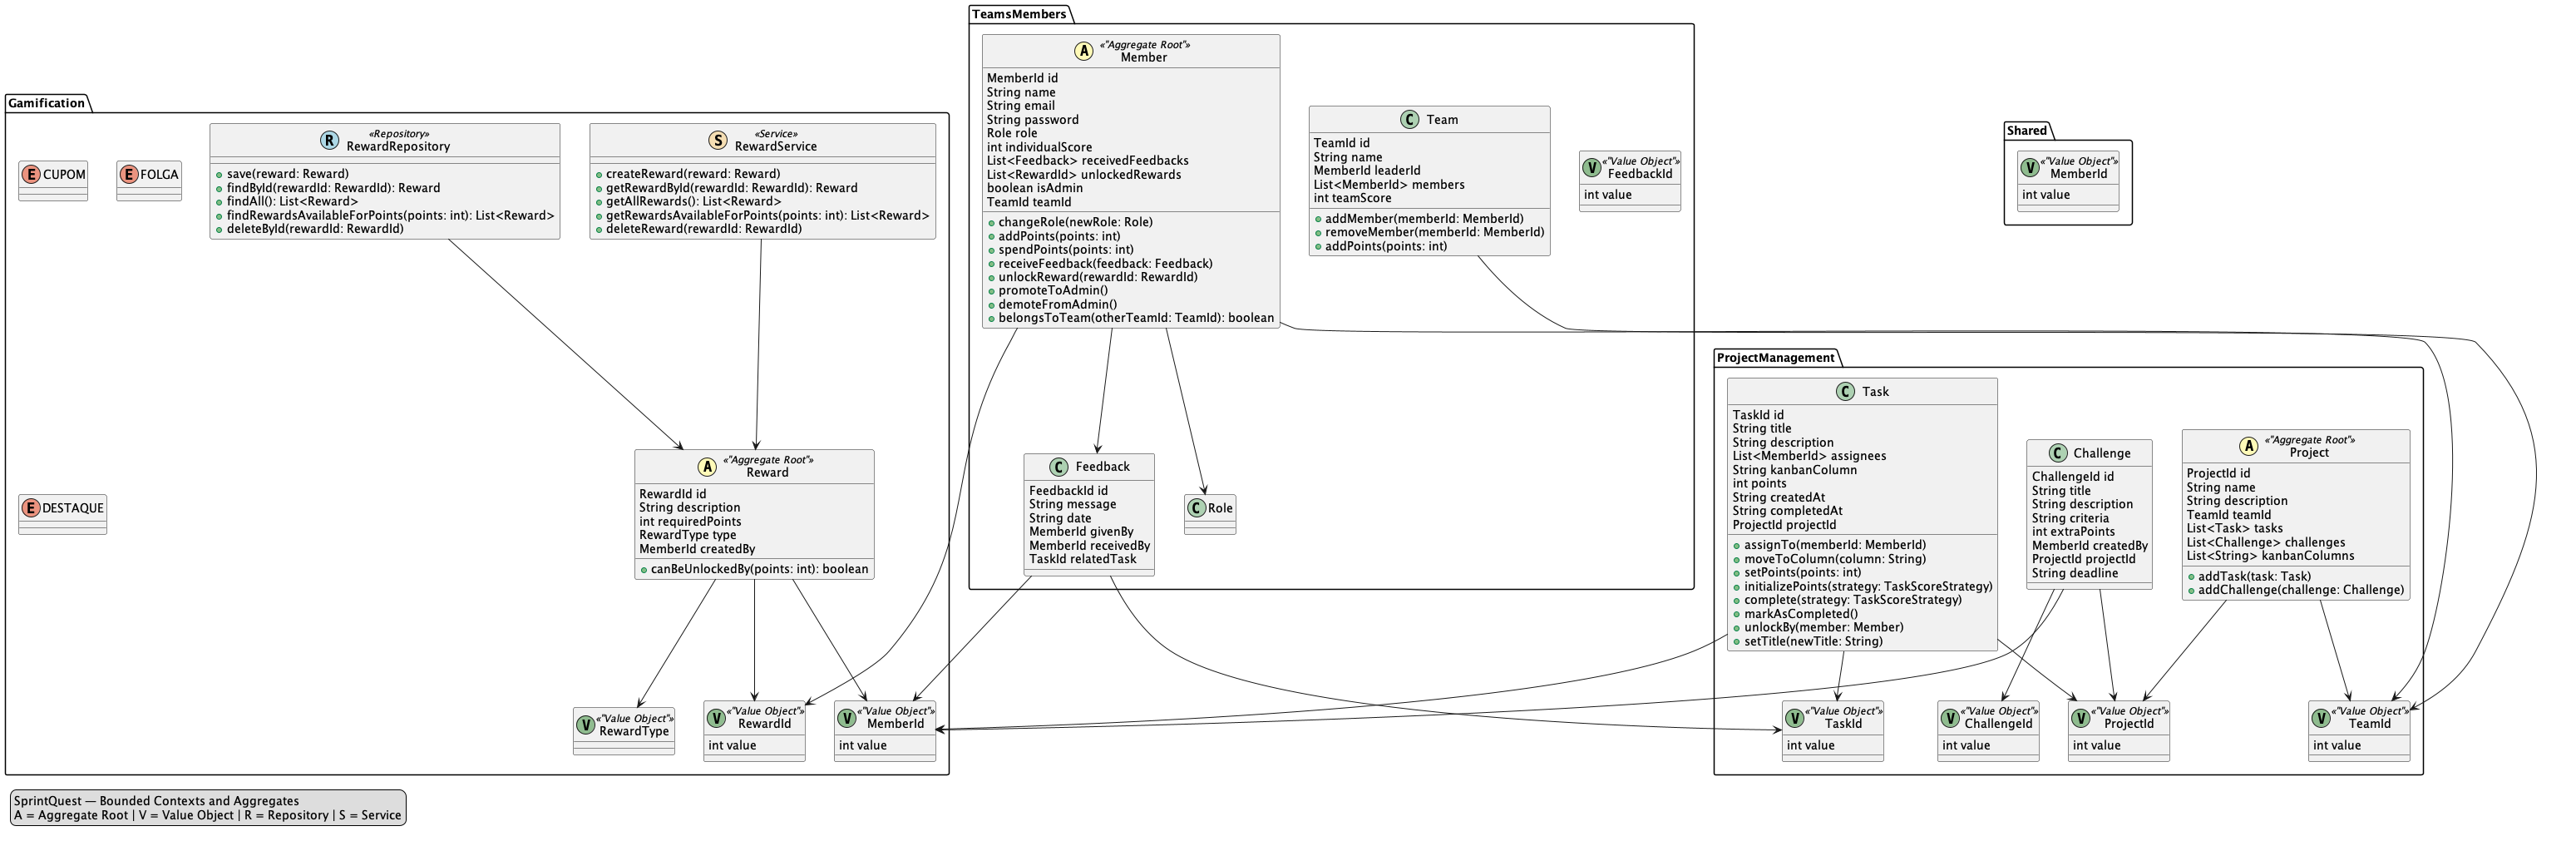 TeamsMembers
A
«"Aggregate Root"»
Member
MemberId id
String name
String email
String password
Role role
int individualScore
List<Feedback> receivedFeedbacks
List<RewardId> unlockedRewards
boolean isAdmin
TeamId teamId
changeRole(newRole: Role)
addPoints(points: int)
spendPoints(points: int)
receiveFeedback(feedback: Feedback)
unlockReward(rewardId: RewardId)
promoteToAdmin()
demoteFromAdmin()
belongsToTeam(otherTeamId: TeamId): boolean
C Team
TeamId id
String name
MemberId leaderId
List<MemberId> members
int teamScore
addMember(memberId: MemberId)
removeMember(memberId: MemberId)
addPoints(points: int)
V
«"Value Object"»
FeedbackId
int value
C Feedback
FeedbackId id
String message
String date
MemberId givenBy
MemberId receivedBy
TaskId relatedTask
C Role
Shared
V
«"Value Object"»
MemberId
int value
Gamification
E CUPOM
E FOLGA
R
«Repository»
RewardRepository
save(reward: Reward)
findById(rewardId: RewardId): Reward
findAll(): List<Reward>
findRewardsAvailableForPoints(points: int): List<Reward>
deleteById(rewardId: RewardId)
S
«Service»
RewardService
createReward(reward: Reward)
getRewardById(rewardId: RewardId): Reward
getAllRewards(): List<Reward>
getRewardsAvailableForPoints(points: int): List<Reward>
deleteReward(rewardId: RewardId)
E DESTAQUE
A
«"Aggregate Root"»
Reward
RewardId id
String description
int requiredPoints
RewardType type
MemberId createdBy
canBeUnlockedBy(points: int): boolean
V
«"Value Object"»
RewardType
V
«"Value Object"»
RewardId
int value
V
«"Value Object"»
MemberId
int value
ProjectManagement
C Task
TaskId id
String title
String description
List<MemberId> assignees
String kanbanColumn
int points
String createdAt
String completedAt
ProjectId projectId
assignTo(memberId: MemberId)
moveToColumn(column: String)
setPoints(points: int)
initializePoints(strategy: TaskScoreStrategy)
complete(strategy: TaskScoreStrategy)
markAsCompleted()
unlockBy(member: Member)
setTitle(newTitle: String)
C Challenge
ChallengeId id
String title
String description
String criteria
int extraPoints
MemberId createdBy
ProjectId projectId
String deadline
A
«"Aggregate Root"»
Project
ProjectId id
String name
String description
TeamId teamId
List<Task> tasks
List<Challenge> challenges
List<String> kanbanColumns
addTask(task: Task)
addChallenge(challenge: Challenge)
V
«"Value Object"»
TaskId
int value
V
«"Value Object"»
ChallengeId
int value
V
«"Value Object"»
ProjectId
int value
V
«"Value Object"»
TeamId
int value
SprintQuest — Bounded Contexts and Aggregates
A = Aggregate Root | V = Value Object | R = Repository | S = Service